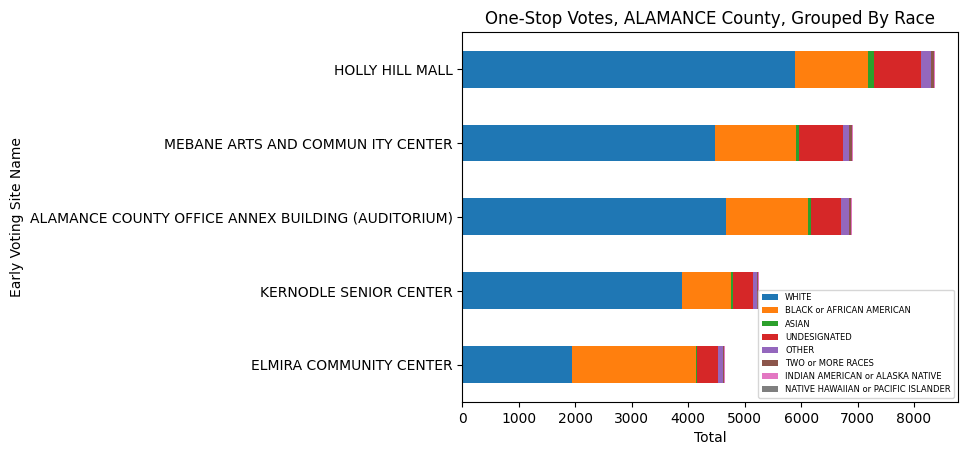 One-Stop Votes, ALAMANCE County, Grouped By Race
Early Voting Site Name
HOLLY HILL MALL
MEBANE ARTS AND COMMUN ITY CENTER
ALAMANCE COUNTY OFFICE ANNEX BUILDING (AUDITORIUM)
KERNODLE SENIOR CENTER
ELMIRA COMMUNITY CENTER
WHITE
BLACK or AFRICAN AMERICAN
ASIAN
UNDESIGNATED
OTHER
TWO or MORE RACES
INDIAN AMERICAN or ALASKA NATIVE
NATIVE HAWAIIAN or PACIFIC ISLANDER
0 1000 2000 3000 4000 5000 6000 7000 8000
Total